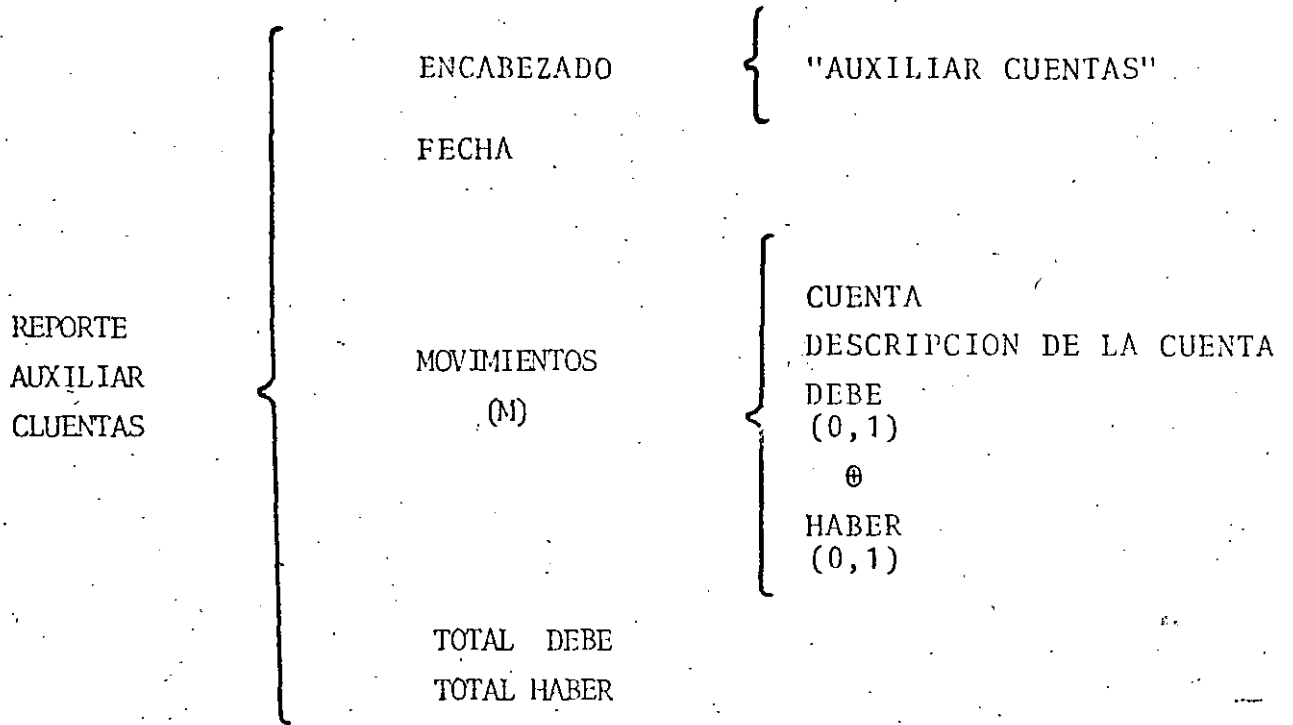 REPORTE
AUXILIAR
CLUENTAS
ENCABEZADO
"AUXILIAR CUENTAS"
FECHA
MOVIMIENTOS
(M)
CUENTA
DESCRIPCION DE LA CUENTA
DEBE
(0,1)
⊕
HABER
(0,1)
TOTAL DEBE
TOTAL HABER